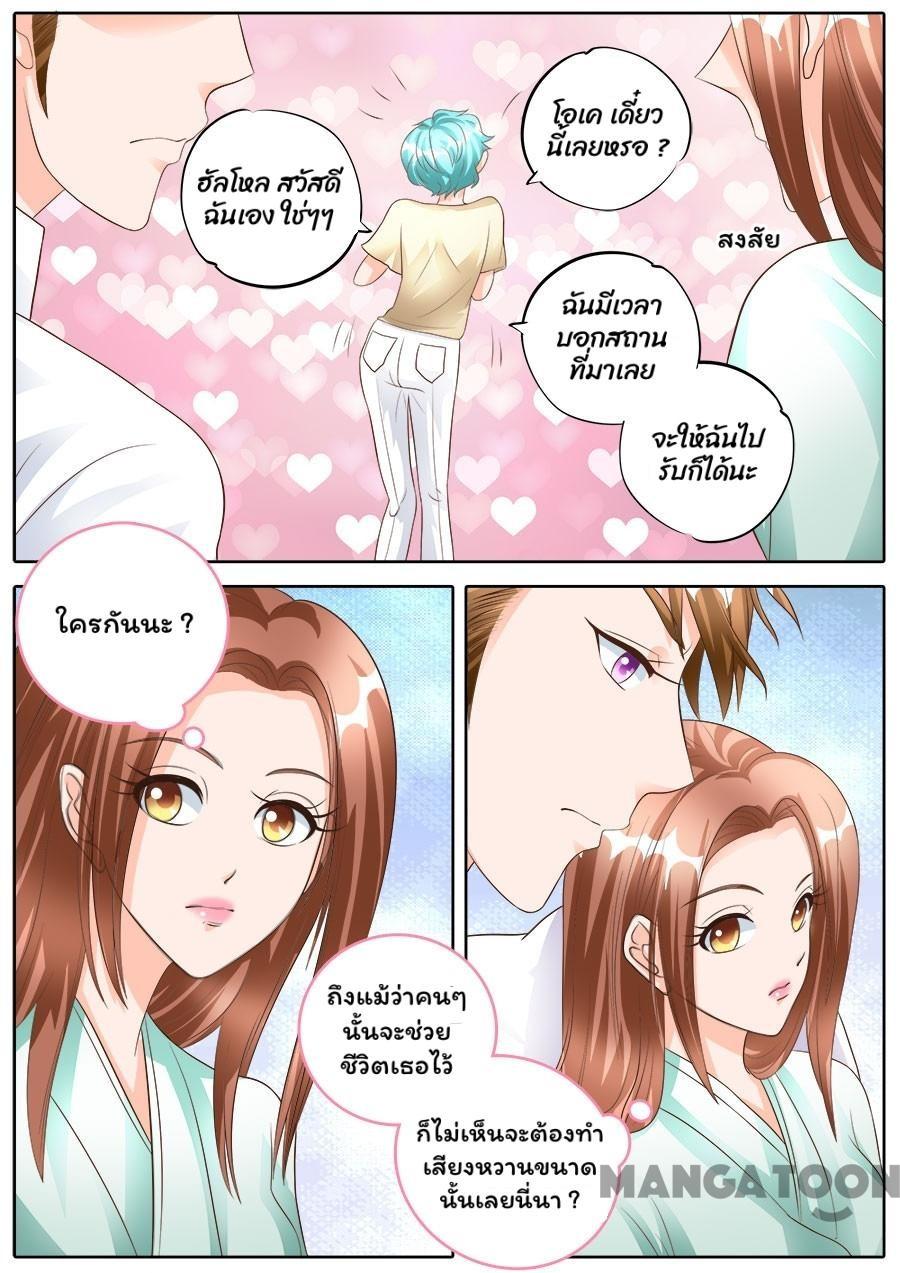 ฮัลโหล สวัสดี
ฉันเอง ใช่ๆๆ
โอเค เดี๋ยว
นี้เลยหรอ ?
สงสัย
ฉันมีเวลา
บอกสถาน
ที่มาเลย
จะให้ฉันไป
รับก็ได้นะ
ใครกันนะ ?
ถึงแม้ว่าคนๆ
นั้นจะช่วย
ชีวิตเธอไว้
ก็ไม่เห็นจะต้องทำ
เสียงหวานขนาด
นั้นเลยนี่นา ?
MANGATOON